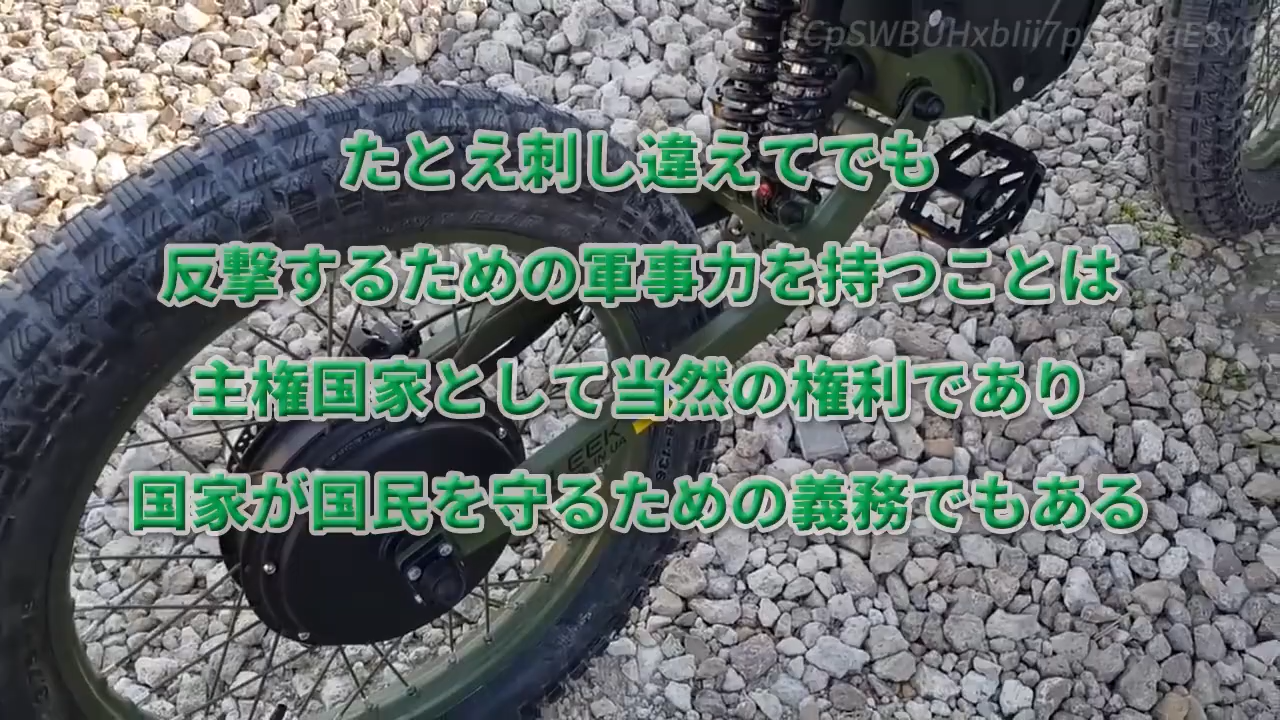 たとえ刺し違えてでも
反撃するための軍事力を持つことは
主権国家として当然の権利であり
国家が国民を守るための義務でもある